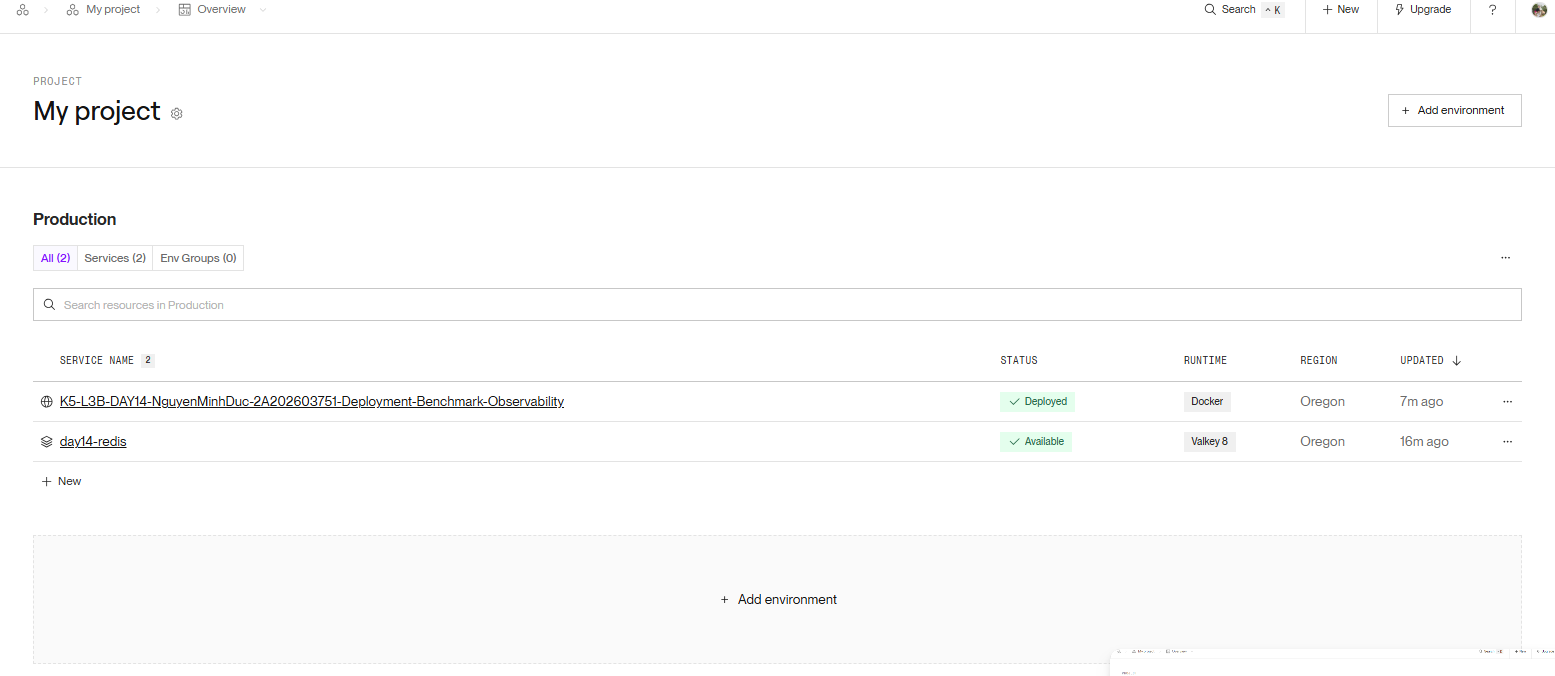 My project Overview Search ^ K + New Upgrade ?
PROJECT
My project
+ Add environment
Production
All (2) Services (2) Env Groups (0) ...
Search resources in Production
SERVICE NAME 2 STATUS RUNTIME REGION UPDATED ↓
K5-L3B-DAY14-NguyenMinhDuc-2A202603751-Deployment-Benchmark-Observability ✓ Deployed Docker Oregon 7m ago ...
day14-redis ✓ Available Valkey 8 Oregon 16m ago ...
+ New
+ Add environment